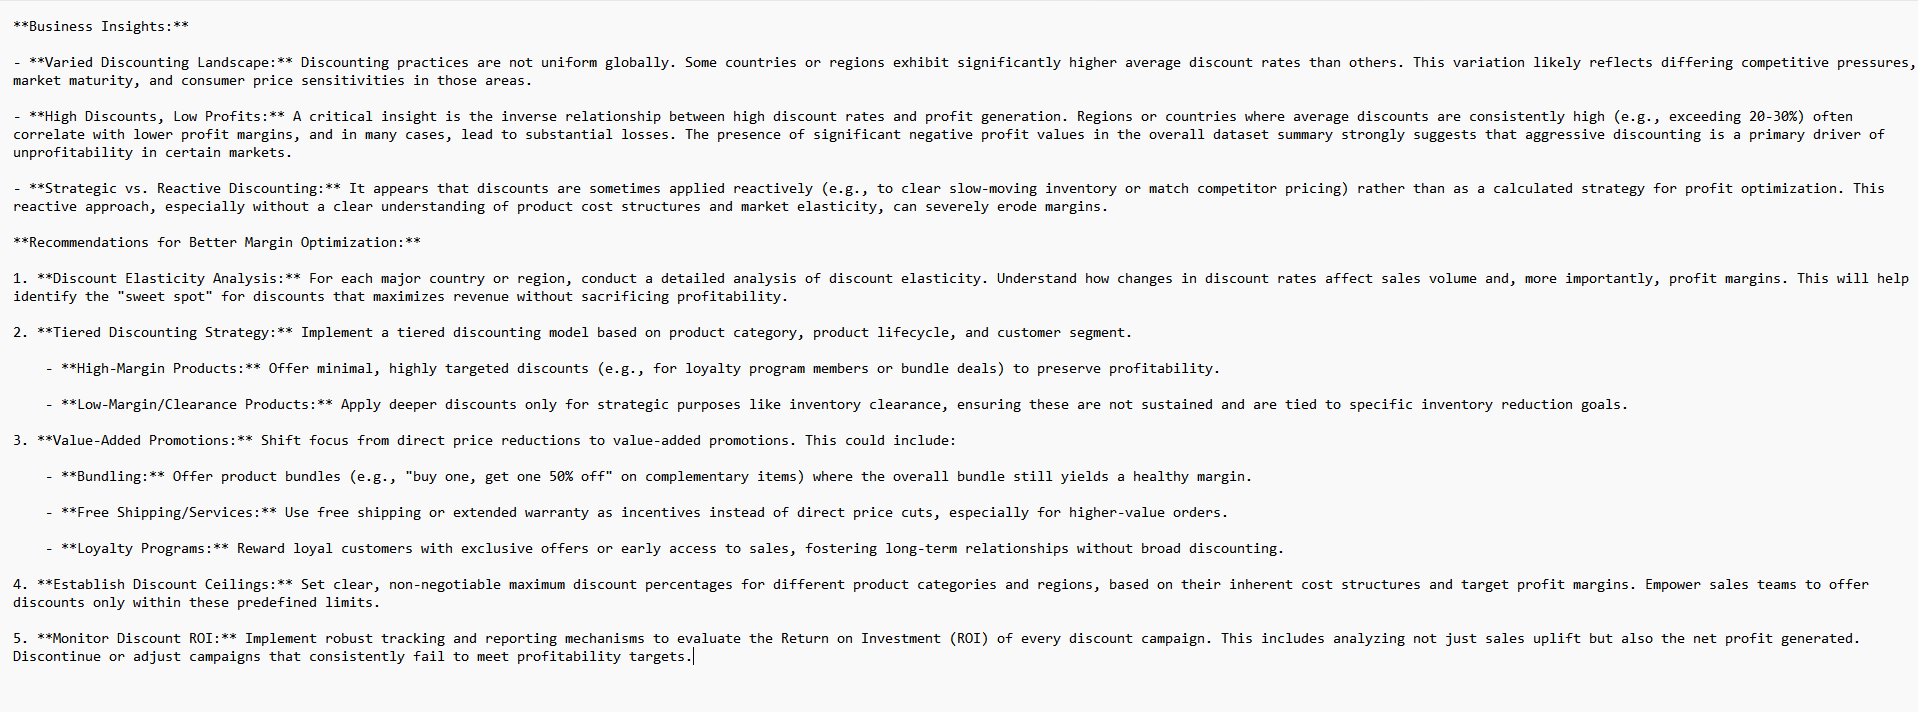 **Business Insights:**
- **Varied Discounting Landscape:** Discounting practices are not uniform globally. Some countries or regions exhibit significantly higher average discount rates than others. This variation likely reflects differing competitive pressures,
market maturity, and consumer price sensitivities in those areas.
- **High Discounts, Low Profits:** A critical insight is the inverse relationship between high discount rates and profit generation. Regions or countries where average discounts are consistently high (e.g., exceeding 20-30%) often
correlate with lower profit margins, and in many cases, lead to substantial losses. The presence of significant negative profit values in the overall dataset summary strongly suggests that aggressive discounting is a primary driver of
unprofitability in certain markets.
- **Strategic vs. Reactive Discounting:** It appears that discounts are sometimes applied reactively (e.g., to clear slow-moving inventory or match competitor pricing) rather than as a calculated strategy for profit optimization. This
reactive approach, especially without a clear understanding of product cost structures and market elasticity, can severely erode margins.
**Recommendations for Better Margin Optimization:**
1. **Discount Elasticity Analysis:** For each major country or region, conduct a detailed analysis of discount elasticity. Understand how changes in discount rates affect sales volume and, more importantly, profit margins. This will help
identify the "sweet spot" for discounts that maximizes revenue without sacrificing profitability.
2. **Tiered Discounting Strategy:** Implement a tiered discounting model based on product category, product lifecycle, and customer segment.
- **High-Margin Products:** Offer minimal, highly targeted discounts (e.g., for loyalty program members or bundle deals) to preserve profitability.
- **Low-Margin/Clearance Products:** Apply deeper discounts only for strategic purposes like inventory clearance, ensuring these are not sustained and are tied to specific inventory reduction goals.
3. **Value-Added Promotions:** Shift focus from direct price reductions to value-added promotions. This could include:
- **Bundling:** Offer product bundles (e.g., "buy one, get one 50% off" on complementary items) where the overall bundle still yields a healthy margin.
- **Free Shipping/Services:** Use free shipping or extended warranty as incentives instead of direct price cuts, especially for higher-value orders.
- **Loyalty Programs:** Reward loyal customers with exclusive offers or early access to sales, fostering long-term relationships without broad discounting.
4. **Establish Discount Ceilings:** Set clear, non-negotiable maximum discount percentages for different product categories and regions, based on their inherent cost structures and target profit margins. Empower sales teams to offer
discounts only within these predefined limits.
5. **Monitor Discount ROI:** Implement robust tracking and reporting mechanisms to evaluate the Return on Investment (ROI) of every discount campaign. This includes analyzing not just sales uplift but also the net profit generated.
Discontinue or adjust campaigns that consistently fail to meet profitability targets.